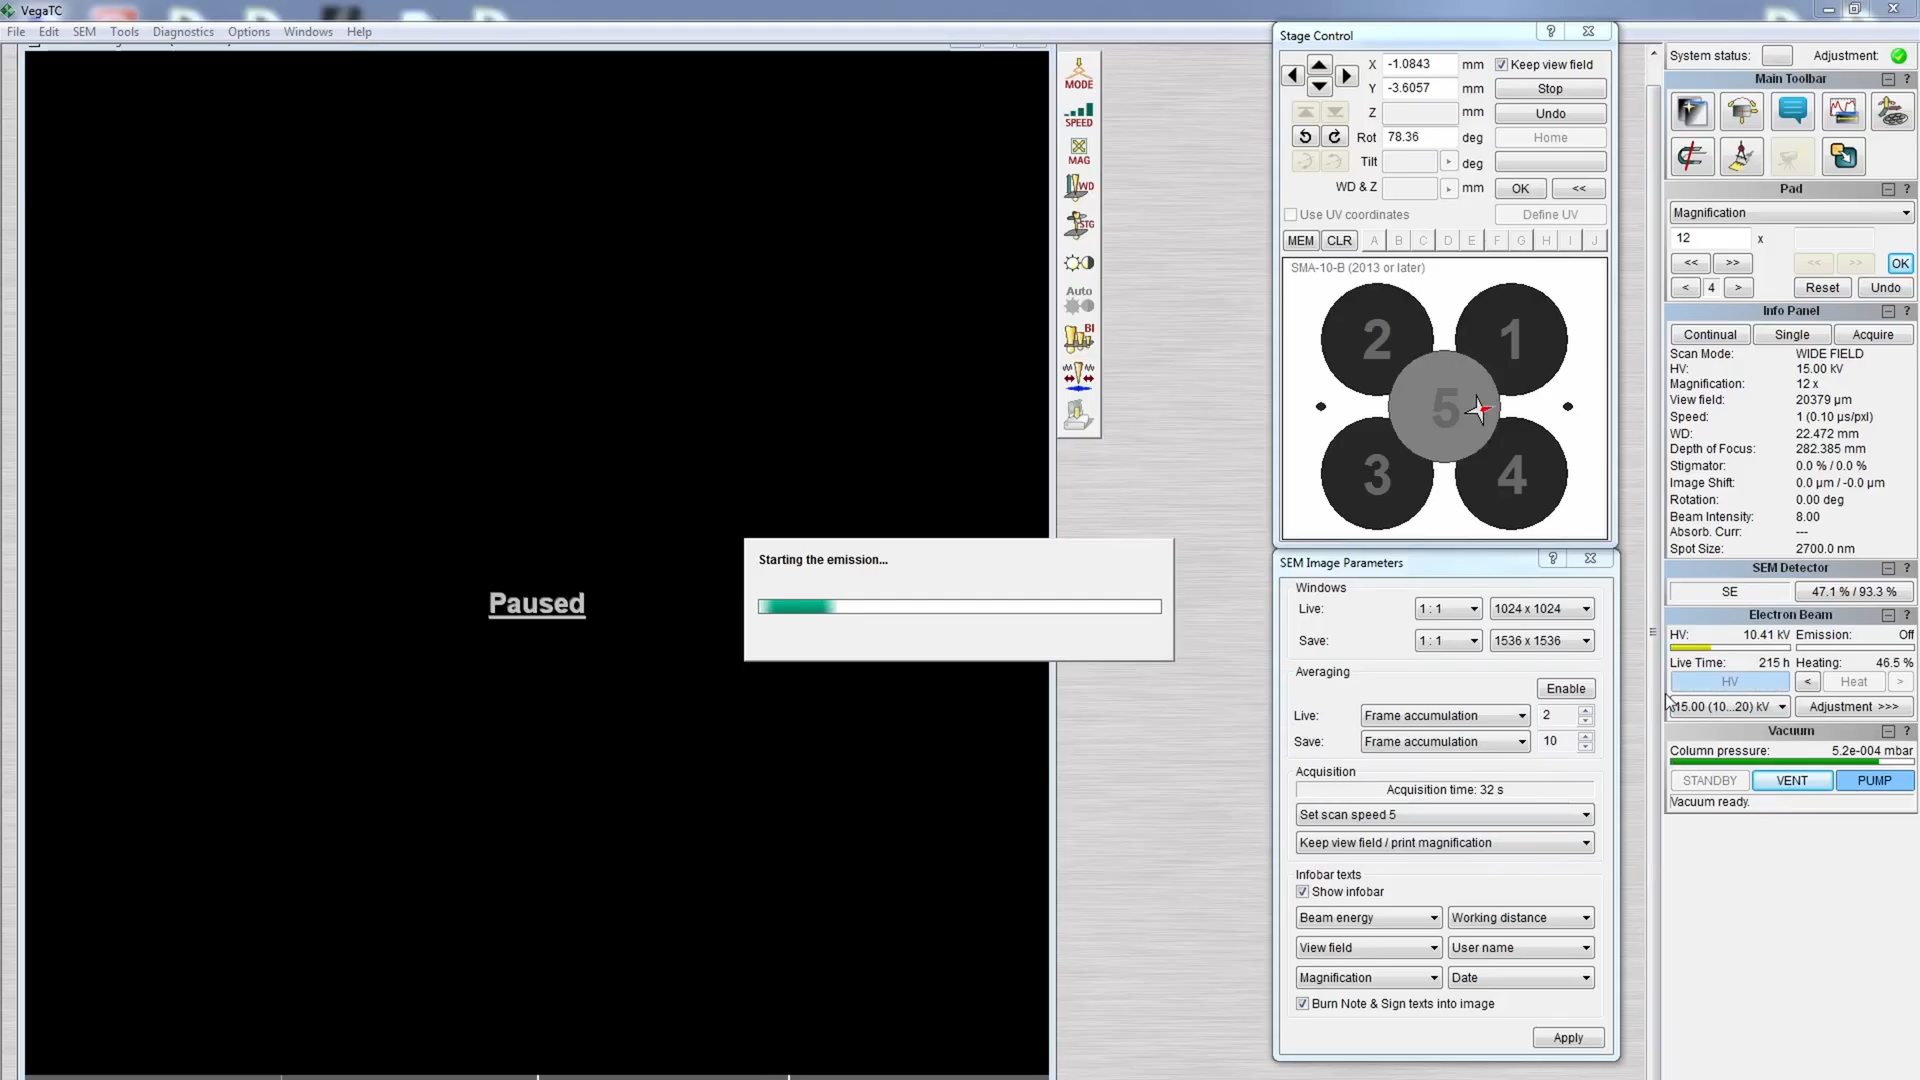 VegaTC
File Edit SEM Tools Diagnostics Options Windows Help
Paused
Starting the emission...
MODE
SPEED
MAG
WD
STG
Auto
BI
Stage Control
X -1.0843 mm Keep view field
Y -3.6057 mm Stop
Z mm Undo
Rot 78.36 deg Home
Tilt deg
WD & Z mm OK <<
Use UV coordinates Define UV
MEM CLR A B C D E F G H I J
SMA-10-B (2013 or later)
2 1
5
3 4
SEM Image Parameters
Windows
Live: 1 : 1 1024 x 1024
Save: 1 : 1 1536 x 1536
Averaging
Enable
Live: Frame accumulation 2
Save: Frame accumulation 10
Acquisition
Acquisition time: 32 s
Set scan speed 5
Keep view field / print magnification
Infobar texts
Show infobar
Beam energy Working distance
View field User name
Magnification Date
Burn Note & Sign texts into image
Apply
System status: Adjustment:
Main Toolbar
Pad
Magnification
12 x
<< >> << >> OK
< 4 > Reset Undo
Info Panel
Continual Single Acquire
Scan Mode: WIDE FIELD
HV: 15.00 kV
Magnification: 12 x
View field: 20379 µm
Speed: 1 (0.10 µs/pxl)
WD: 22.472 mm
Depth of Focus: 282.385 mm
Stigmator: 0.0 % / 0.0 %
Image Shift: 0.0 µm / -0.0 µm
Rotation: 0.00 deg
Beam Intensity: 8.00
Absorb. Curr: ---
Spot Size: 2700.0 nm
SEM Detector
SE 47.1 % / 93.3 %
Electron Beam
HV: 10.41 kV Emission: Off
Live Time: 215 h Heating: 46.5 %
HV < Heat >
15.00 (10...20) kV Adjustment >>>
Vacuum
Column pressure: 5.2e-004 mbar
STANDBY VENT PUMP
Vacuum ready.